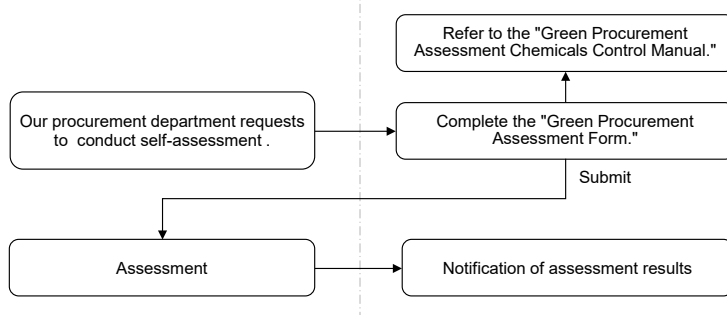 Refer to the "Green Procurement
Assessment Chemicals Control Manual."
Our procurement department requests
to conduct self-assessment .
Complete the "Green Procurement
Assessment Form."
Submit
Assessment
Notification of assessment results